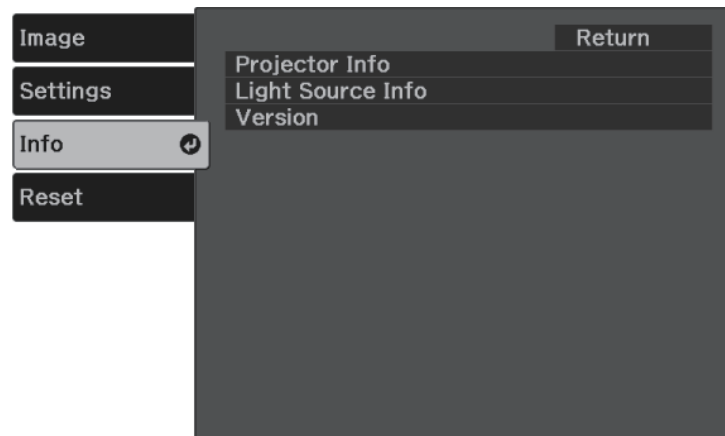 Image
Settings
Info
Reset
Return
Projector Info
Light Source Info
Version